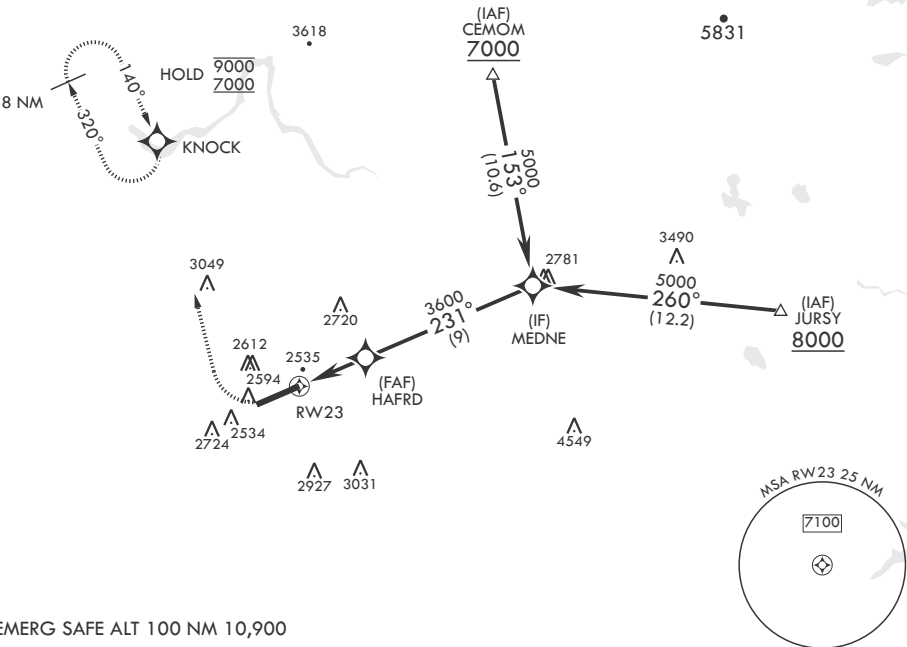 (IAF)
CEMOM
7000
3618
5831
HOLD 9000
7000
140°
8 NM
320°
KNOCK
5000
153°
(10.6)
3490
3049
2781
5000
260°
(12.2)
(IAF)
JURSY
8000
3600
231°
(9)
(IF)
MEDNE
2720
2612
2535
2594
(FAF)
HAFRD
RW23
2724
2534
4549
2927
3031
MSA RW23 25 NM
7100
EMERG SAFE ALT 100 NM 10,900